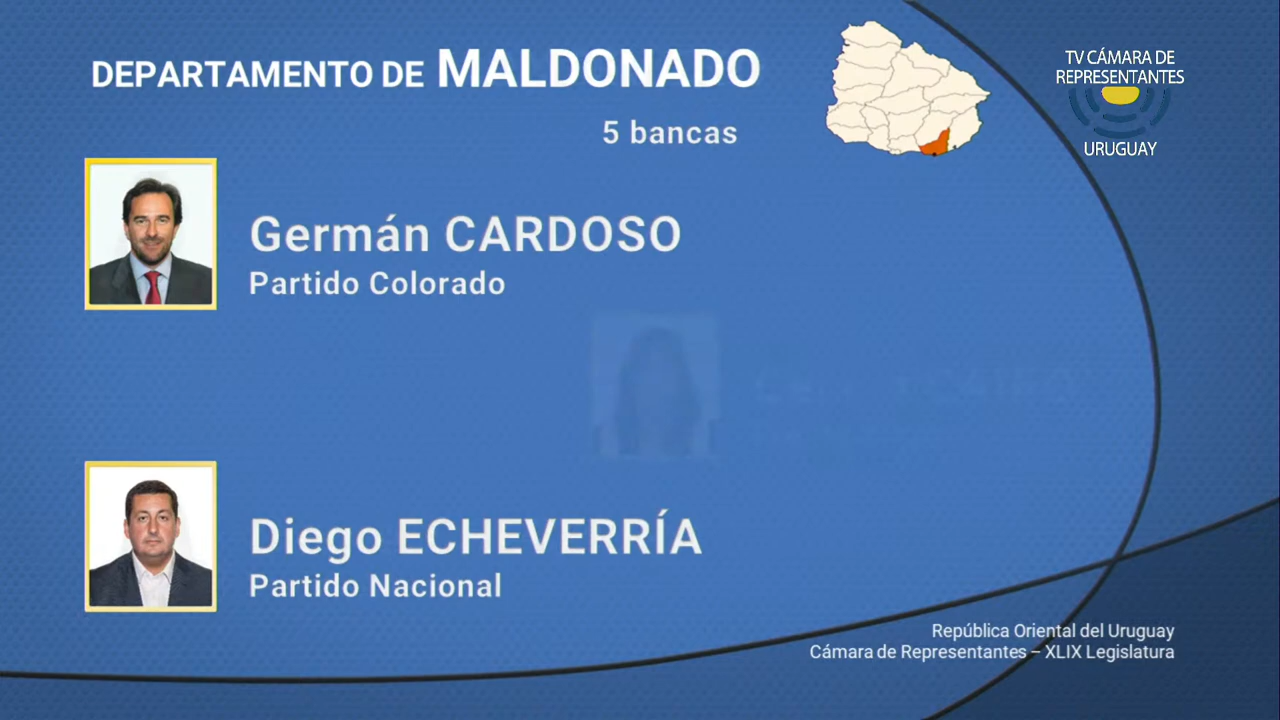 DEPARTAMENTO DE MALDONADO
5 bancas
TV CÁMARA DE
REPRESENTANTES
URUGUAY
Germán CARDOSO
Partido Colorado
Diego ECHEVERRÍA
Partido Nacional
República Oriental del Uruguay
Cámara de Representantes – XLIX Legislatura